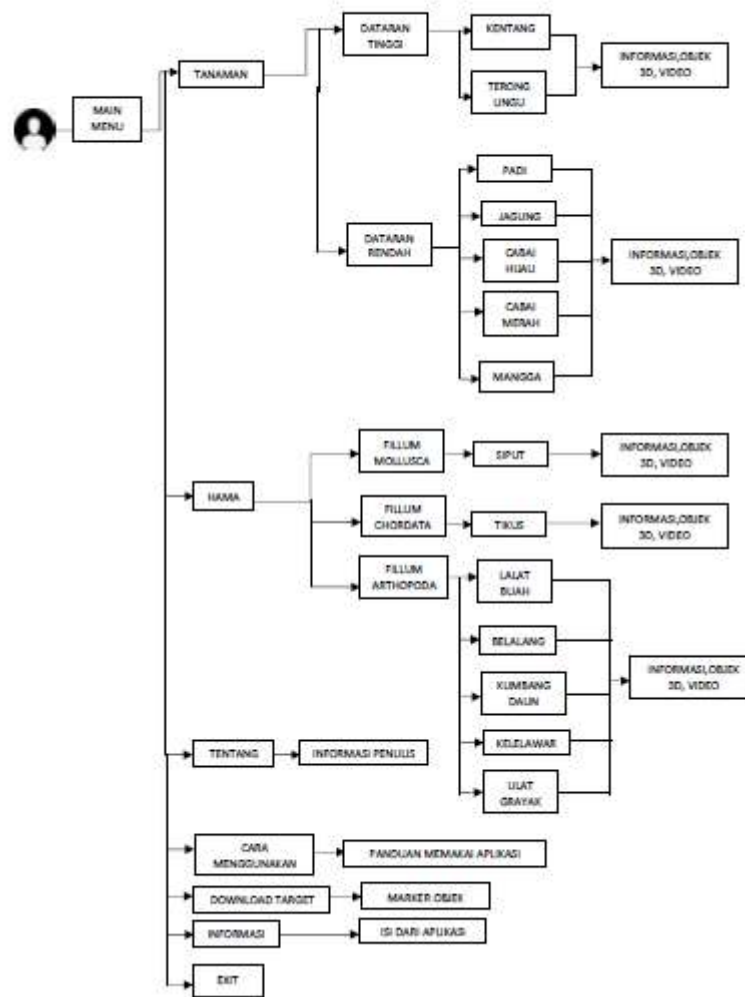 MAIN
MENU
TANAMAN
DATARAN
TINGGI
KENTANG
TERONG
UNGU
INFORMASI,OBJEK
3D, VIDEO
DATARAN
RENDAH
PADI
JAGUNG
CABAI
HIJAU
CABAI
MERAH
MANGGA
INFORMASI,OBJEK
3D, VIDEO
HAMA
FILLUM
MOLLUSCA
SIPUT
INFORMASI,OBJEK
3D, VIDEO
FILLUM
CHORDATA
TIKUS
INFORMASI,OBJEK
3D, VIDEO
FILLUM
ARTHOPODA
LALAT
BUAH
BELALANG
KUMBANG
DAUN
KELELAWAR
ULAT
GRAYAK
INFORMASI,OBJEK
3D, VIDEO
TENTANG
INFORMASI PENULIS
CARA
MENGGUNAKAN
PANDUAN MEMAKAI APLIKASI
DOWNLOAD TARGET
MARKER OBJEK
INFORMASI
ISI DARI APLIKASI
EXIT